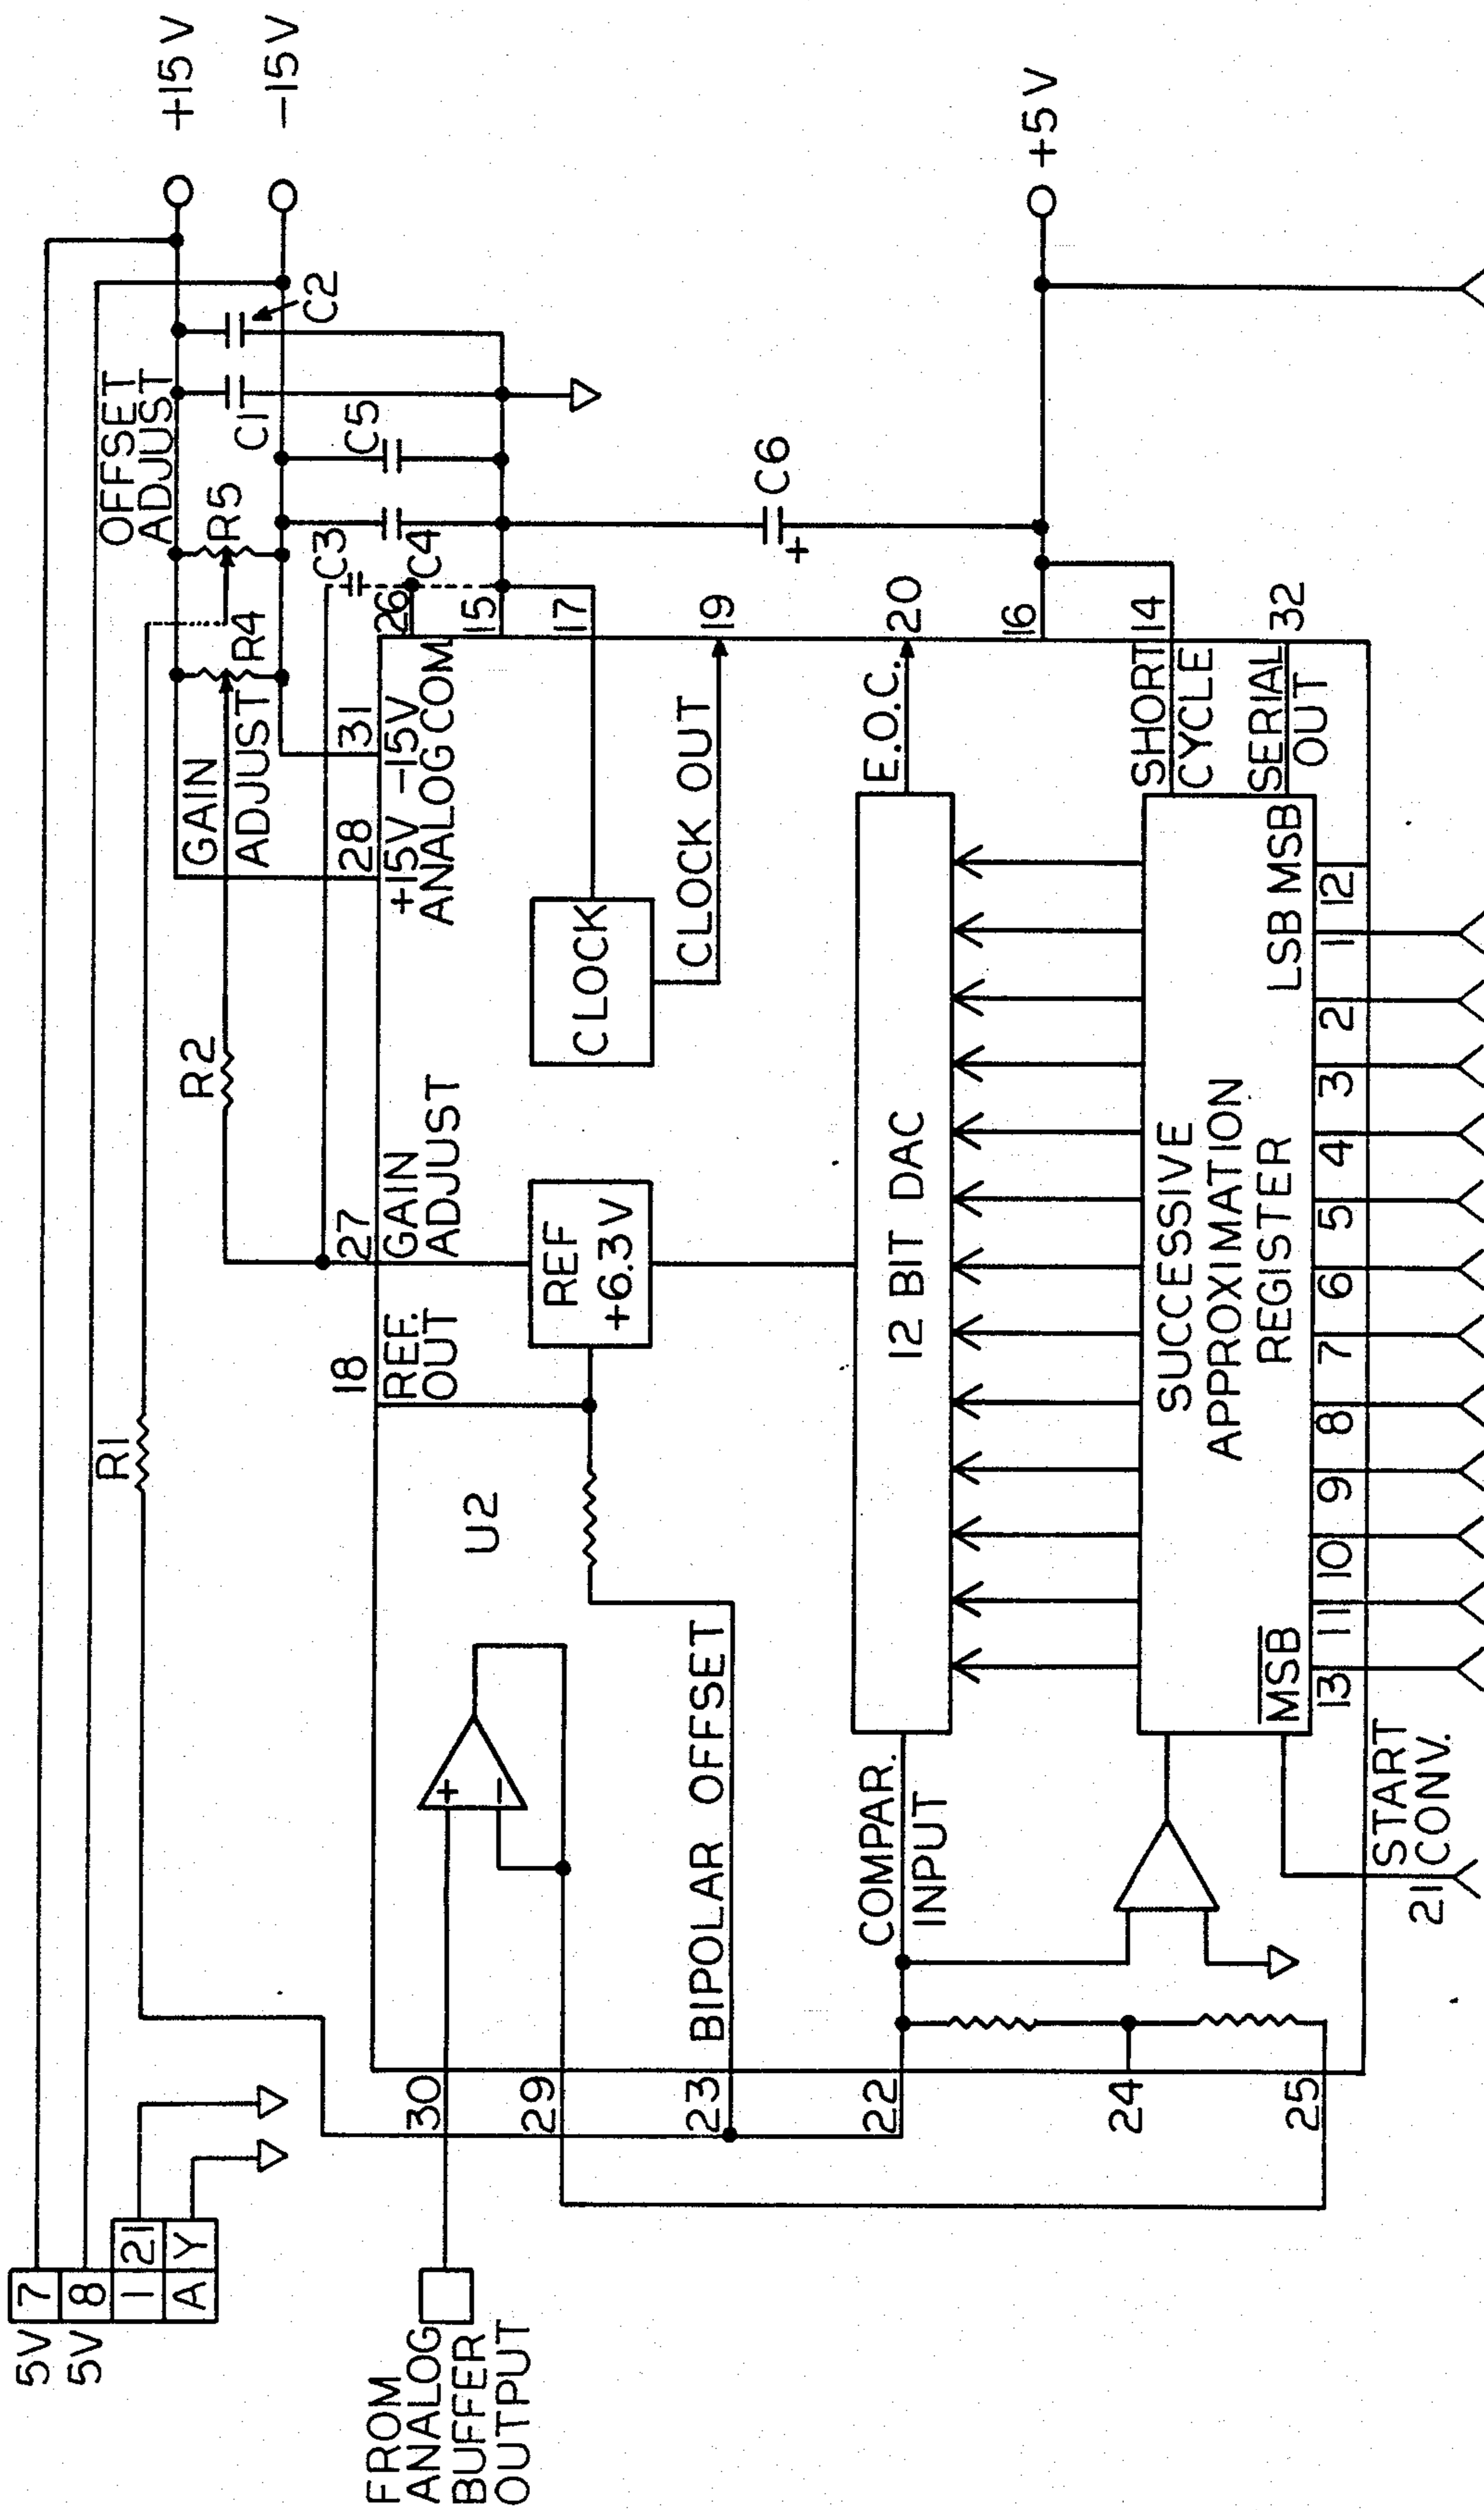 5V 7
5V 8
1 21
A Y
FROM
ANALOG
BUFFER
OUTPUT
+15V
-15V
+5V
OFFSET
ADJUST
R5
R4
GAIN
ADJUST
R1
R2
C1
C2
C3
C4
C5
C6
+
18
27
28
31
26
15
17
19
20
16
14
32
REF.
OUT
GAIN
ADJUST
+15V -15V
ANALOG COM
U2
REF
+6.3V
CLOCK
CLOCK OUT
E.O.C.
SHORT
CYCLE
SERIAL
OUT
30
29
23
22
24
25
+
−
BIPOLAR OFFSET
COMPAR.
INPUT
12 BIT DAC
SUCCESSIVE
APPROXIMATION
REGISTER
MSB
LSB MSB
13 11 10 9 8 7 6 5 4 3 2 1 12
START
21 CONV.